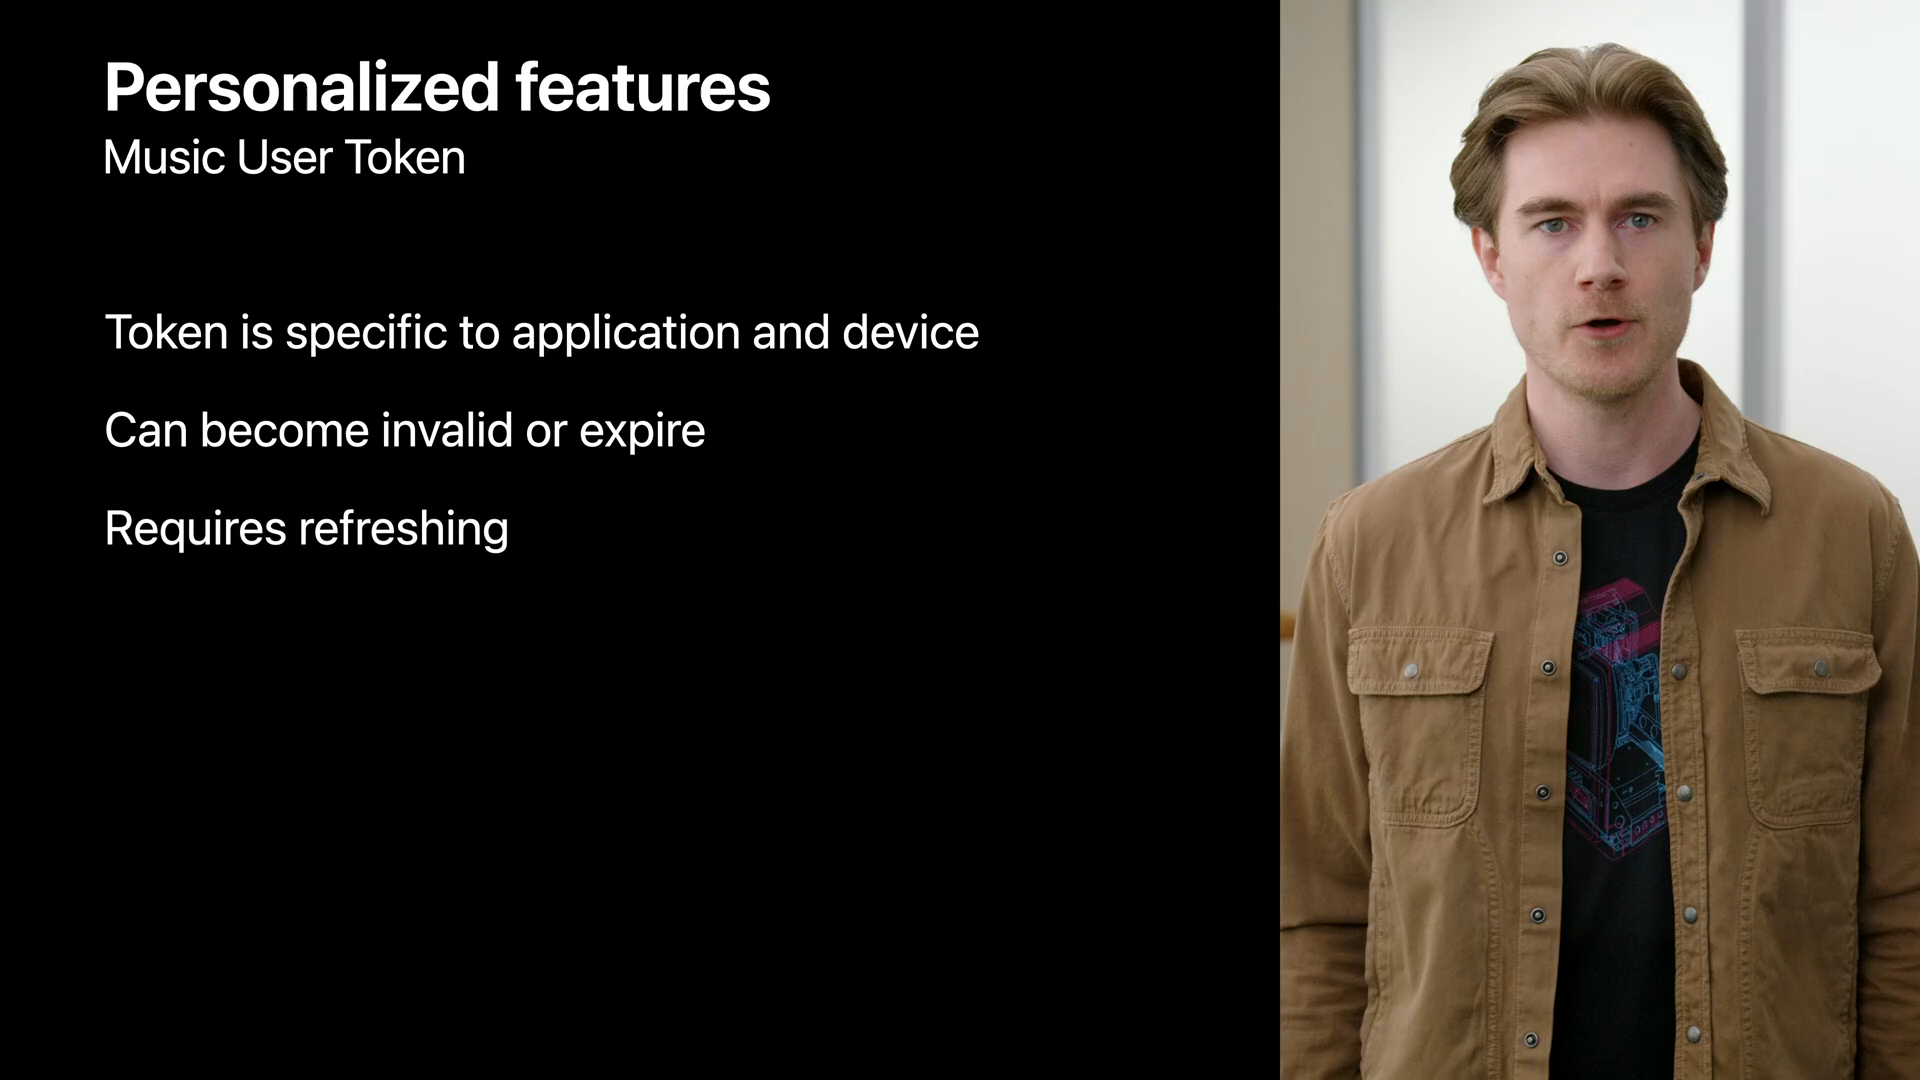 Personalized features
Music User Token
Token is specific to application and device
Can become invalid or expire
Requires refreshing